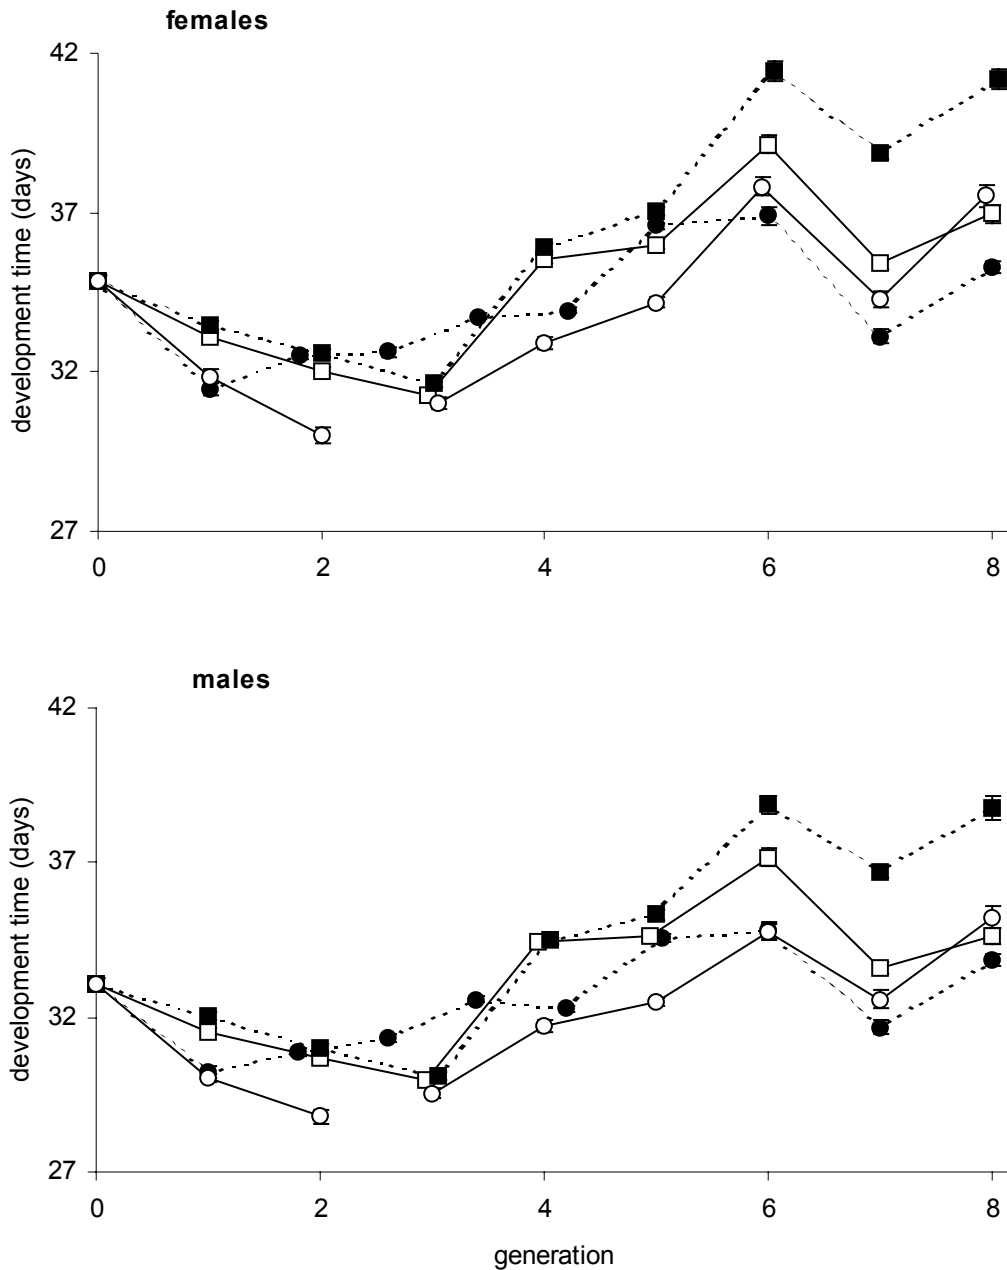 females
42
37
32
27
development time (days)
0 2 4 6 8
males
42
37
32
27
development time (days)
0 2 4 6 8
generation